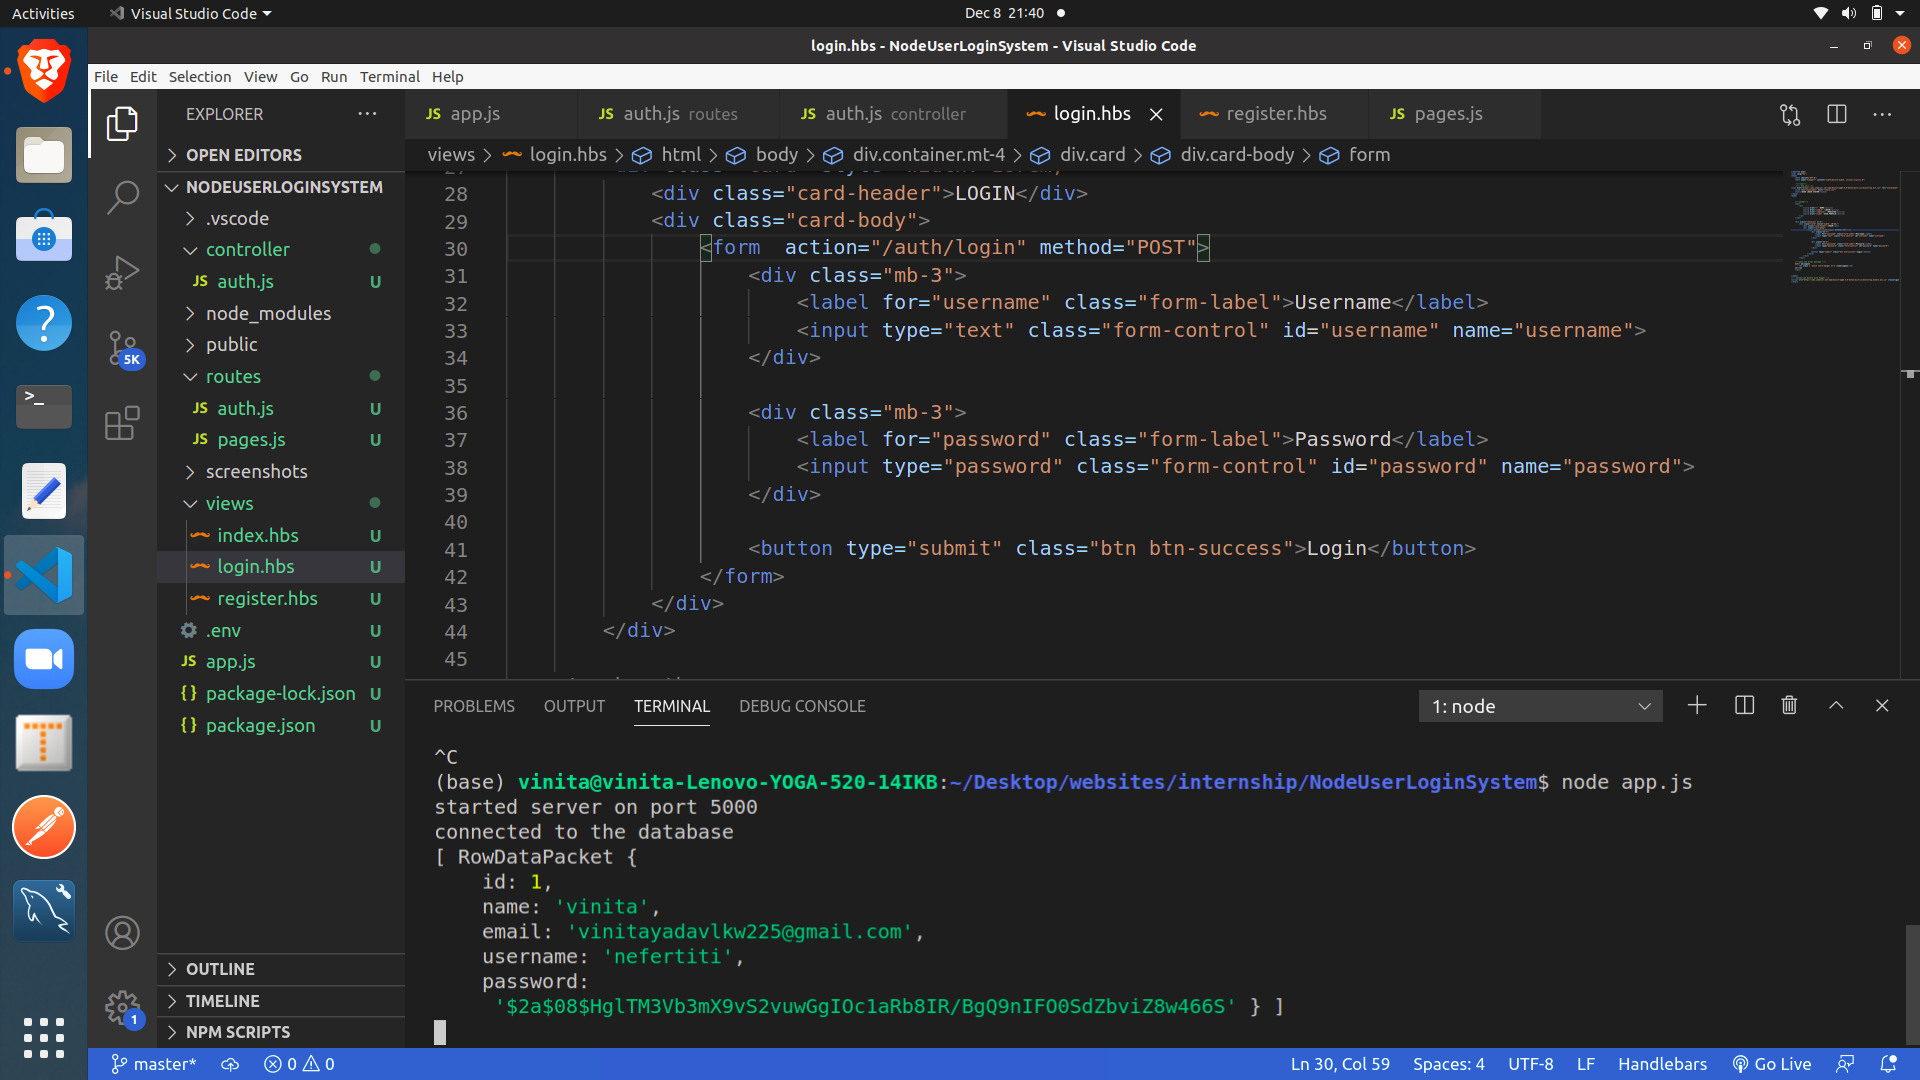 Activities Visual Studio Code Dec 8 21:40
login.hbs - NodeUserLoginSystem - Visual Studio Code
File Edit Selection View Go Run Terminal Help
EXPLORER
OPEN EDITORS
NODEUSERLOGINSYSTEM
.vscode
controller
JS auth.js U
node_modules
public
routes
JS auth.js U
JS pages.js U
screenshots
views
index.hbs U
login.hbs U
register.hbs U
.env U
JS app.js U
{} package-lock.json U
{} package.json U
OUTLINE
TIMELINE
NPM SCRIPTS
5K
1
JS app.js JS auth.js routes JS auth.js controller login.hbs register.hbs JS pages.js
views > login.hbs > html > body > div.container.mt-4 > div.card > div.card-body > form
28 <div class="card-header">LOGIN</div>
29 <div class="card-body">
30 <form  action="/auth/login" method="POST">
31 <div class="mb-3">
32 <label for="username" class="form-label">Username</label>
33 <input type="text" class="form-control" id="username" name="username">
34 </div>
35
36 <div class="mb-3">
37 <label for="password" class="form-label">Password</label>
38 <input type="password" class="form-control" id="password" name="password">
39 </div>
40
41 <button type="submit" class="btn btn-success">Login</button>
42 </form>
43 </div>
44 </div>
45
PROBLEMS OUTPUT TERMINAL DEBUG CONSOLE 1: node
^C
(base) vinita@vinita-Lenovo-YOGA-520-14IKB:~/Desktop/websites/internship/NodeUserLoginSystem$ node app.js
started server on port 5000
connected to the database
[ RowDataPacket {
id: 1,
name: 'vinita',
email: 'vinitayadavlkw225@gmail.com',
username: 'nefertiti',
password:
'$2a$08$HglTM3Vb3mX9vS2vuwGgIOc1aRb8IR/BgQ9nIFO0SdZbviZ8w466S' } ]
master* 0 0 Ln 30, Col 59 Spaces: 4 UTF-8 LF Handlebars Go Live